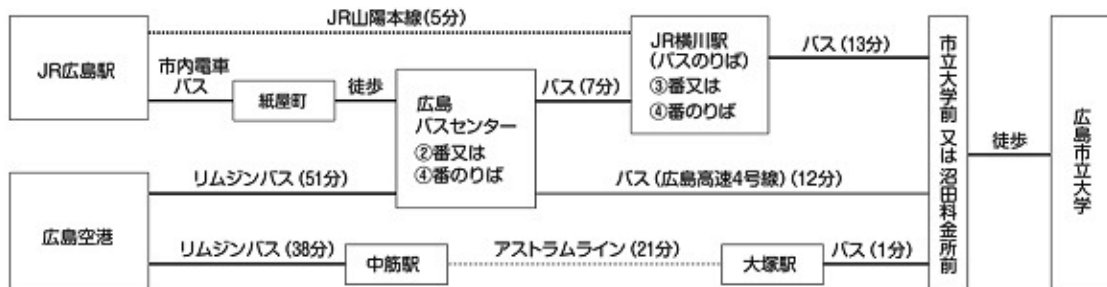 JR山陽本線(5分)
JR広島駅
市内電車
バス
紙屋町
徒歩
広島
バスセンター
②番又は
④番のりば
バス(7分)
JR横川駅
(バスのりば)
③番又は
④番のりば
バス(13分)
リムジンバス(51分)
バス(広島高速4号線)(12分)
広島空港
リムジンバス(38分)
中筋駅
アストラムライン(21分)
大塚駅
バス(1分)
市立大学前 又は 沼田料金所前
徒歩
広島市立大学